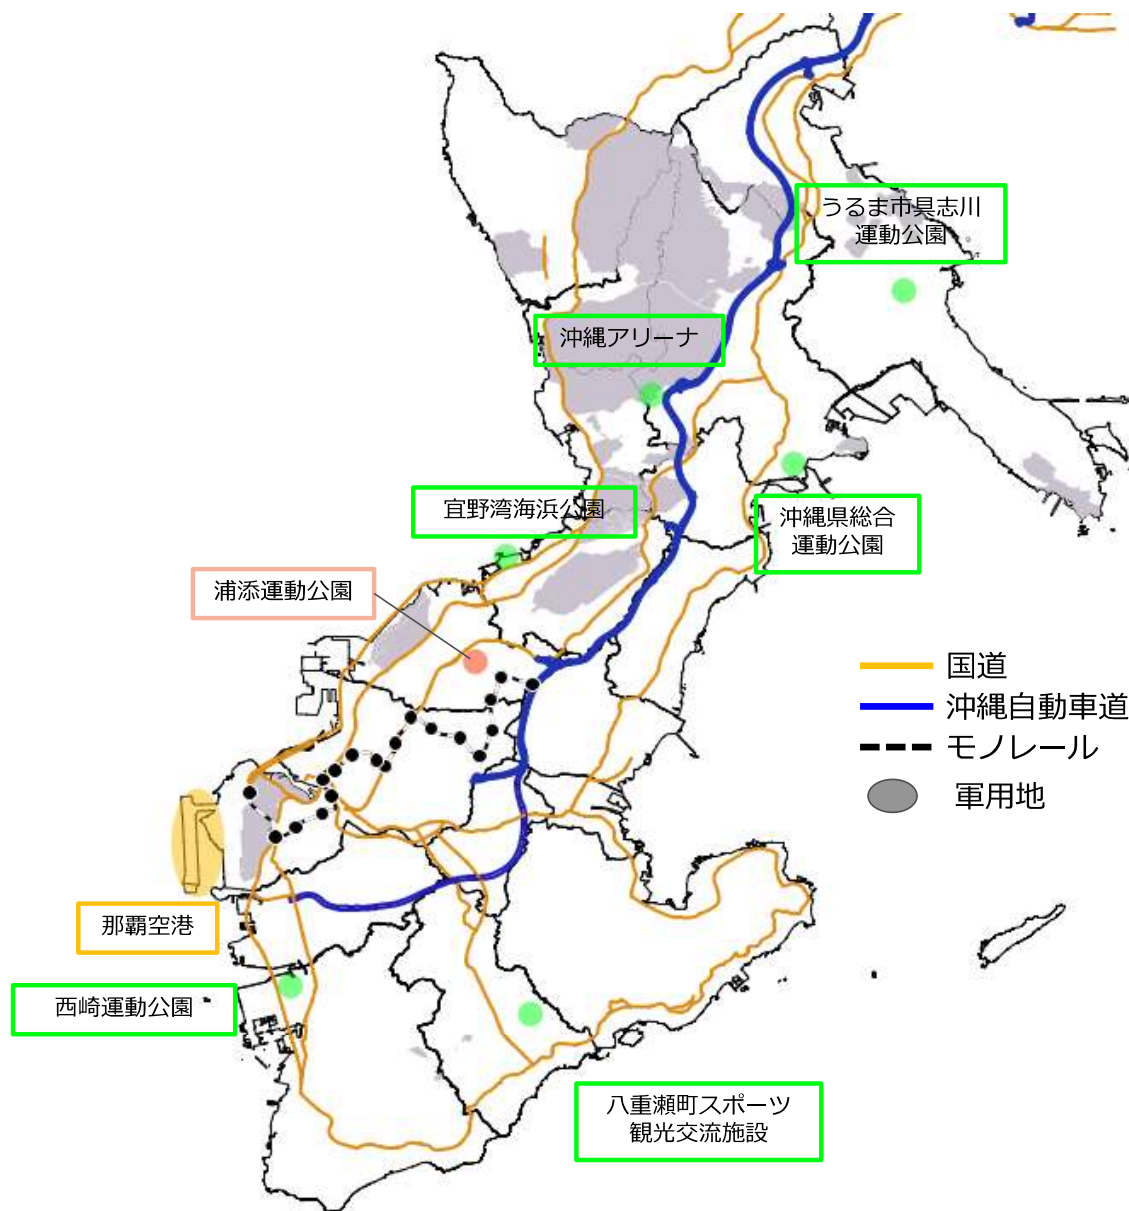 うるま市具志川
運動公園
沖縄アリーナ
宜野湾海浜公園
沖縄県総合
運動公園
浦添運動公園
国道
沖縄自動車道
モノレール
軍用地
那覇空港
西崎運動公園
八重瀬町スポーツ
観光交流施設